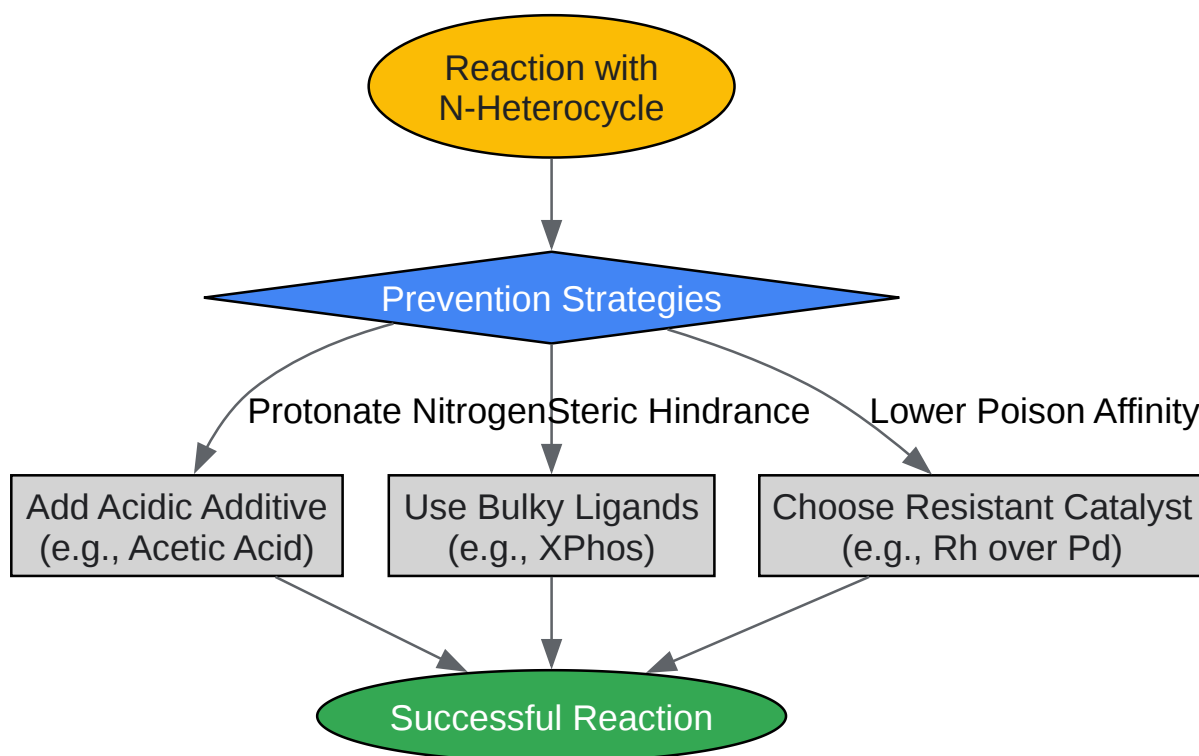 Reaction with
N-Heterocycle
Prevention Strategies
Protonate Nitrogen
Steric Hindrance
Lower Poison Affinity
Add Acidic Additive
(e.g., Acetic Acid)
Use Bulky Ligands
(e.g., XPhos)
Choose Resistant Catalyst
(e.g., Rh over Pd)
Successful Reaction